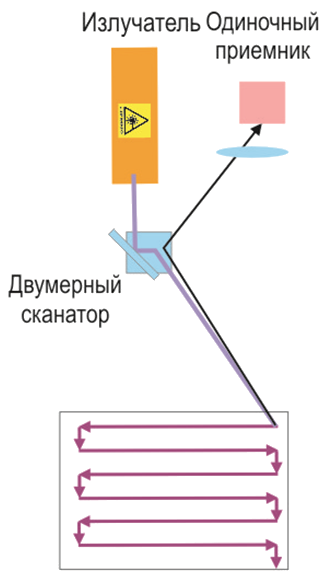 Излучатель
Одиночный
приемник
Двумерный
сканатор